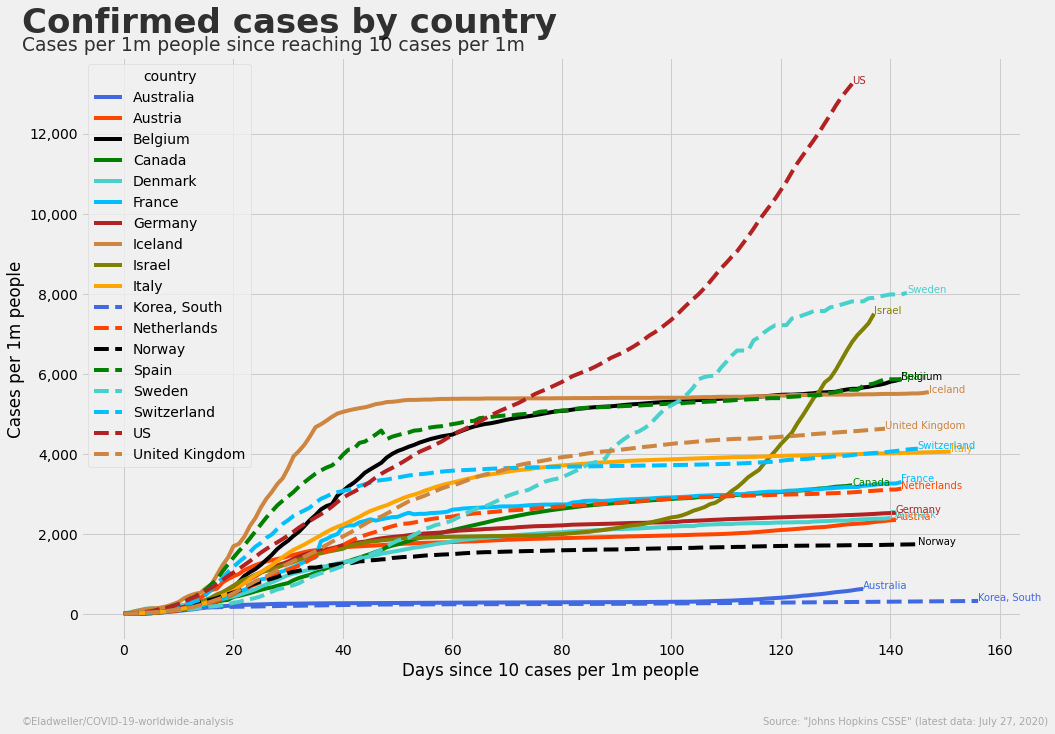 Confirmed cases by country
Cases per 1m people since reaching 10 cases per 1m
country
Australia
Austria
Belgium
Canada
Denmark
France
Germany
Iceland
Israel
Italy
Korea, South
Netherlands
Norway
Spain
Sweden
Switzerland
US
United Kingdom
Cases per 1m people
12,000
10,000
8,000
6,000
4,000
2,000
0
US
Sweden
Israel
Belgium
Iceland
United Kingdom
Switzerland
Italy
Canada
France
Netherlands
Germany
Austria
Norway
Australia
Korea, South
0 20 40 60 80 100 120 140 160
Days since 10 cases per 1m people
©Eladweller/COVID-19-worldwide-analysis
Source: "Johns Hopkins CSSE" (latest data: July 27, 2020)